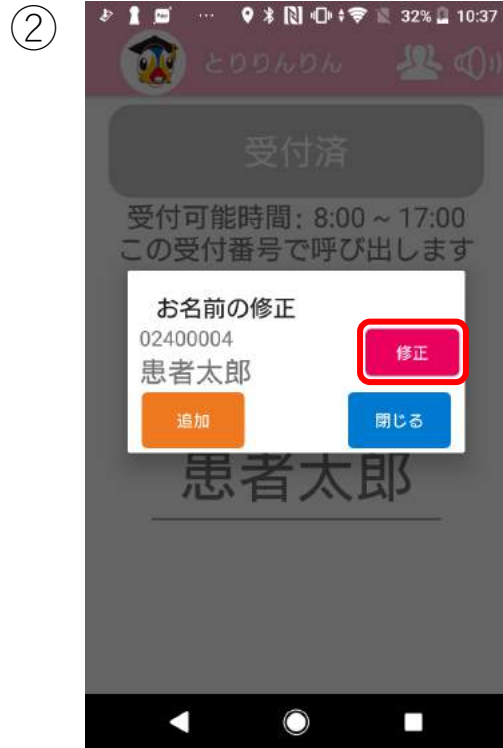 ②
32% 10:37
とりりんりん
受付済
受付可能時間: 8:00 ~ 17:00
この受付番号で呼び出します
お名前の修正
02400004
患者太郎
修正
追加
閉じる
患者太郎